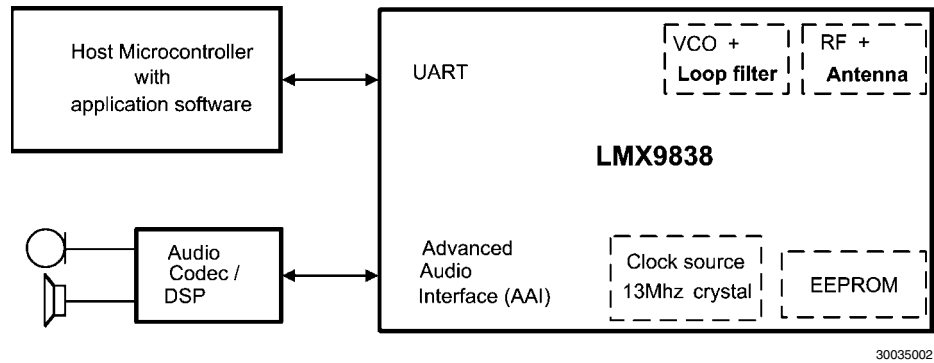 Host Microcontroller
with
application software
UART
VCO +
Loop filter
RF +
Antenna
LMX9838
Audio
Codec /
DSP
Advanced
Audio
Interface (AAI)
Clock source
13Mhz crystal
EEPROM
30035002